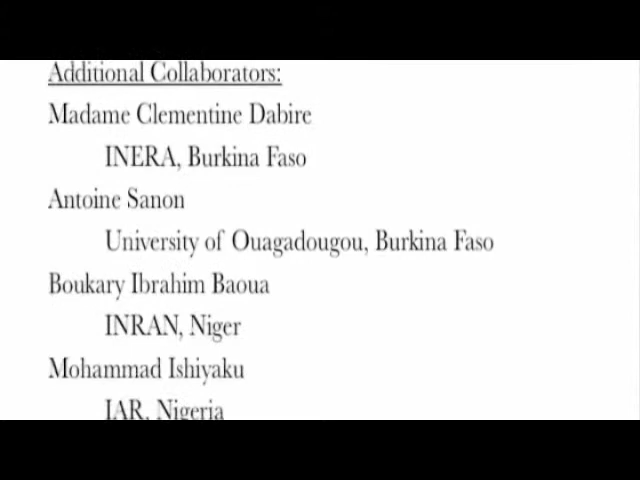 Additional Collaborators:
Madame Clementine Dabire
INERA, Burkina Faso
Antoine Sanon
University of Ouagadougou, Burkina Faso
Boukary Ibrahim Baoua
INRAN, Niger
Mohammad Ishiyaku
IAR, Nigeria